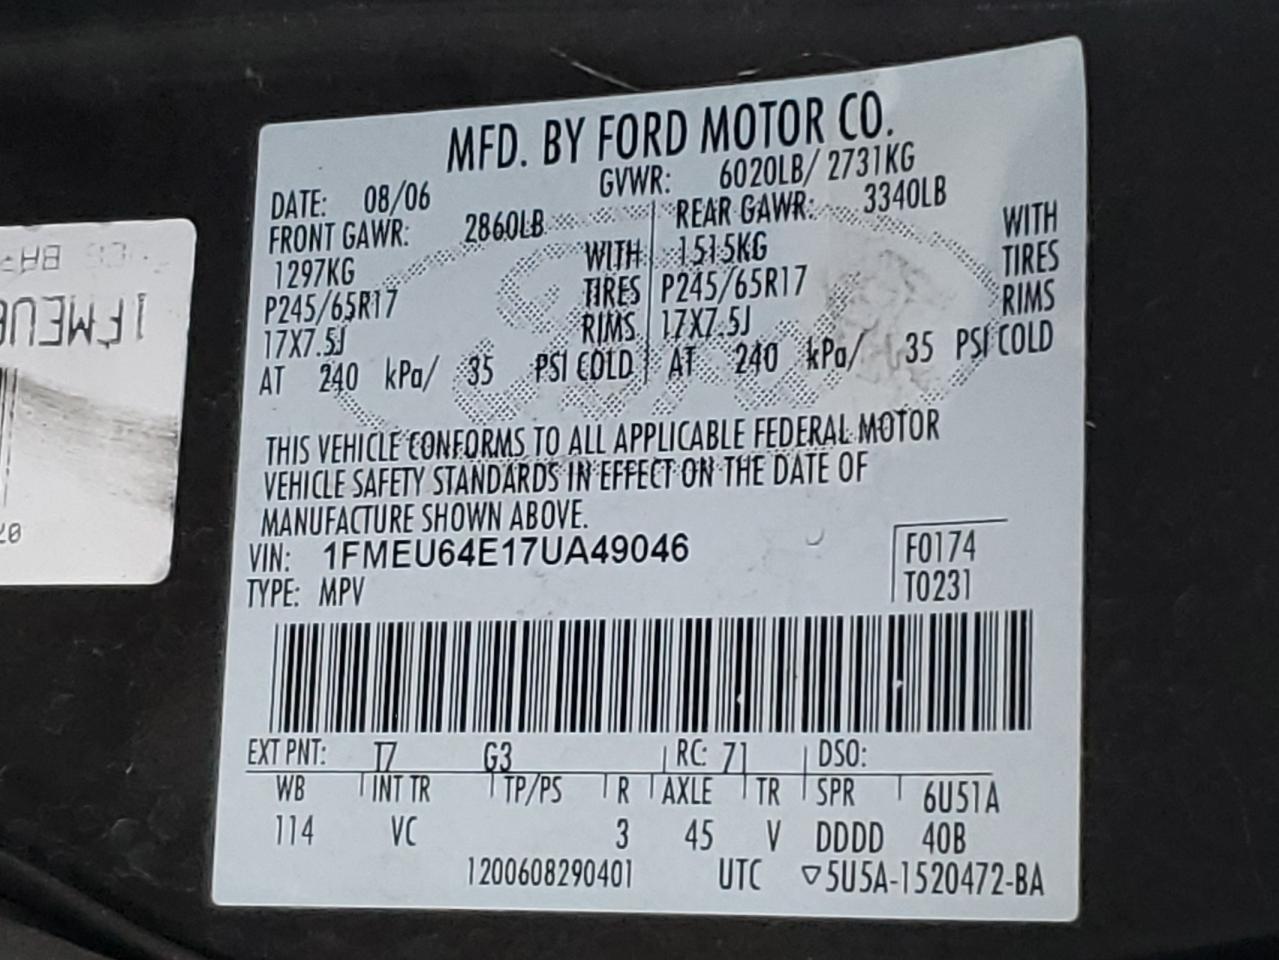 MFD. BY FORD MOTOR CO.
DATE: 08/06 GVWR: 6020LB/ 2731KG
FRONT GAWR: 2860LB REAR GAWR: 3340LB
1297KG WITH 1515KG WITH
P245/65R17 TIRES P245/65R17 TIRES
17X7.5J RIMS 17X7.5J RIMS
AT 240 kPa/ 35 PSI COLD AT 240 kPa/ 35 PSI COLD
THIS VEHICLE CONFORMS TO ALL APPLICABLE FEDERAL MOTOR
VEHICLE SAFETY STANDARDS IN EFFECT ON THE DATE OF
MANUFACTURE SHOWN ABOVE.
VIN: 1FMEU64E17UA49046
TYPE: MPV
F0174
T0231
EXT PNT: T7 G3 RC: 71 DSO:
WB INT TR TP/PS R AXLE TR SPR 6U51A
114 VC 3 45 V DDDD 40B
1200608290401 UTC ▽5U5A-1520472-BA